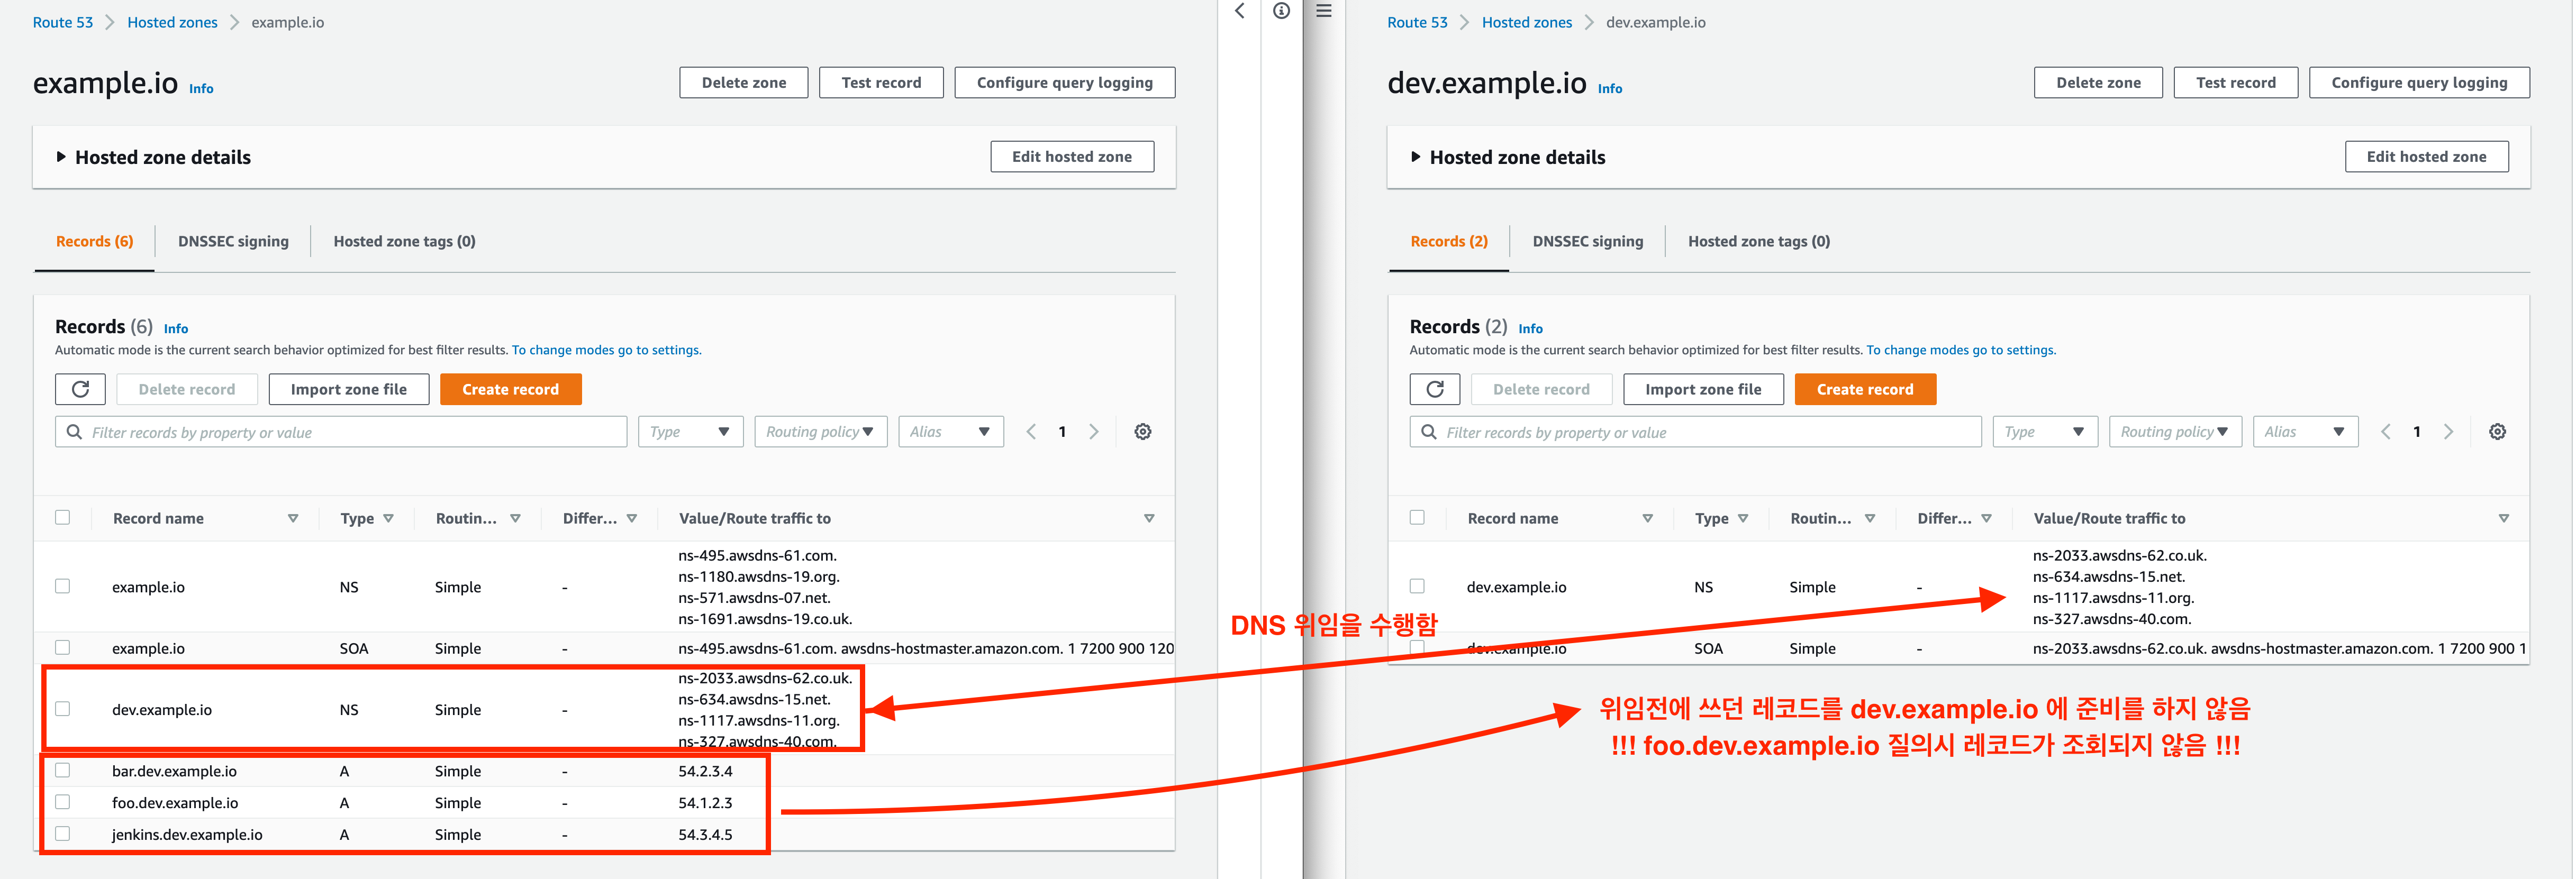 Route 53 > Hosted zones > example.io
example.io Info
Delete zone
Test record
Configure query logging
Hosted zone details
Edit hosted zone
Records (6)
DNSSEC signing
Hosted zone tags (0)
Records (6) Info
Automatic mode is the current search behavior optimized for best filter results. To change modes go to settings.
Delete record
Import zone file
Create record
Filter records by property or value
Type
Routing policy
Alias
1
Record name Type Routin... Differ... Value/Route traffic to
ns-495.awsdns-61.com.
ns-1180.awsdns-19.org.
example.io NS Simple -
ns-571.awsdns-07.net.
ns-1691.awsdns-19.co.uk.
example.io SOA Simple - ns-495.awsdns-61.com. awsdns-hostmaster.amazon.com. 1 7200 900 120
ns-2033.awsdns-62.co.uk.
ns-634.awsdns-15.net.
dev.example.io NS Simple -
ns-1117.awsdns-11.org.
ns-327.awsdns-40.com.
bar.dev.example.io A Simple - 54.2.3.4
foo.dev.example.io A Simple - 54.1.2.3
jenkins.dev.example.io A Simple - 54.3.4.5
DNS 위임을 수행함
Route 53 > Hosted zones > dev.example.io
dev.example.io Info
Delete zone
Test record
Configure query logging
Hosted zone details
Edit hosted zone
Records (2)
DNSSEC signing
Hosted zone tags (0)
Records (2) Info
Automatic mode is the current search behavior optimized for best filter results. To change modes go to settings.
Delete record
Import zone file
Create record
Filter records by property or value
Type
Routing policy
Alias
1
Record name Type Routin... Differ... Value/Route traffic to
ns-2033.awsdns-62.co.uk.
ns-634.awsdns-15.net.
dev.example.io NS Simple -
ns-1117.awsdns-11.org.
ns-327.awsdns-40.com.
dev.example.io SOA Simple - ns-2033.awsdns-62.co.uk. awsdns-hostmaster.amazon.com. 1 7200 900 1
위임전에 쓰던 레코드를 dev.example.io 에 준비를 하지 않음
!!! foo.dev.example.io 질의시 레코드가 조회되지 않음 !!!